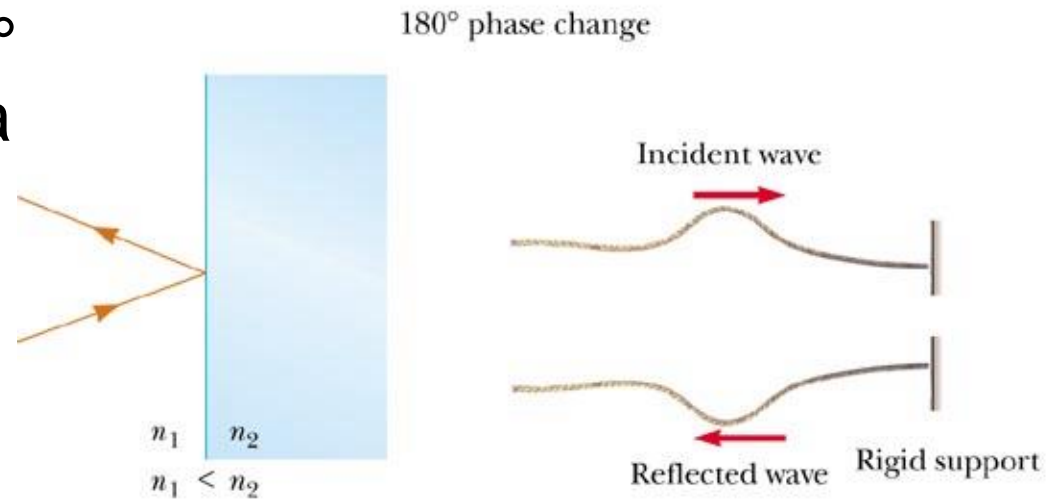 180° phase change
Incident wave
n₁ n₂
n₁ < n₂
Reflected wave
Rigid support